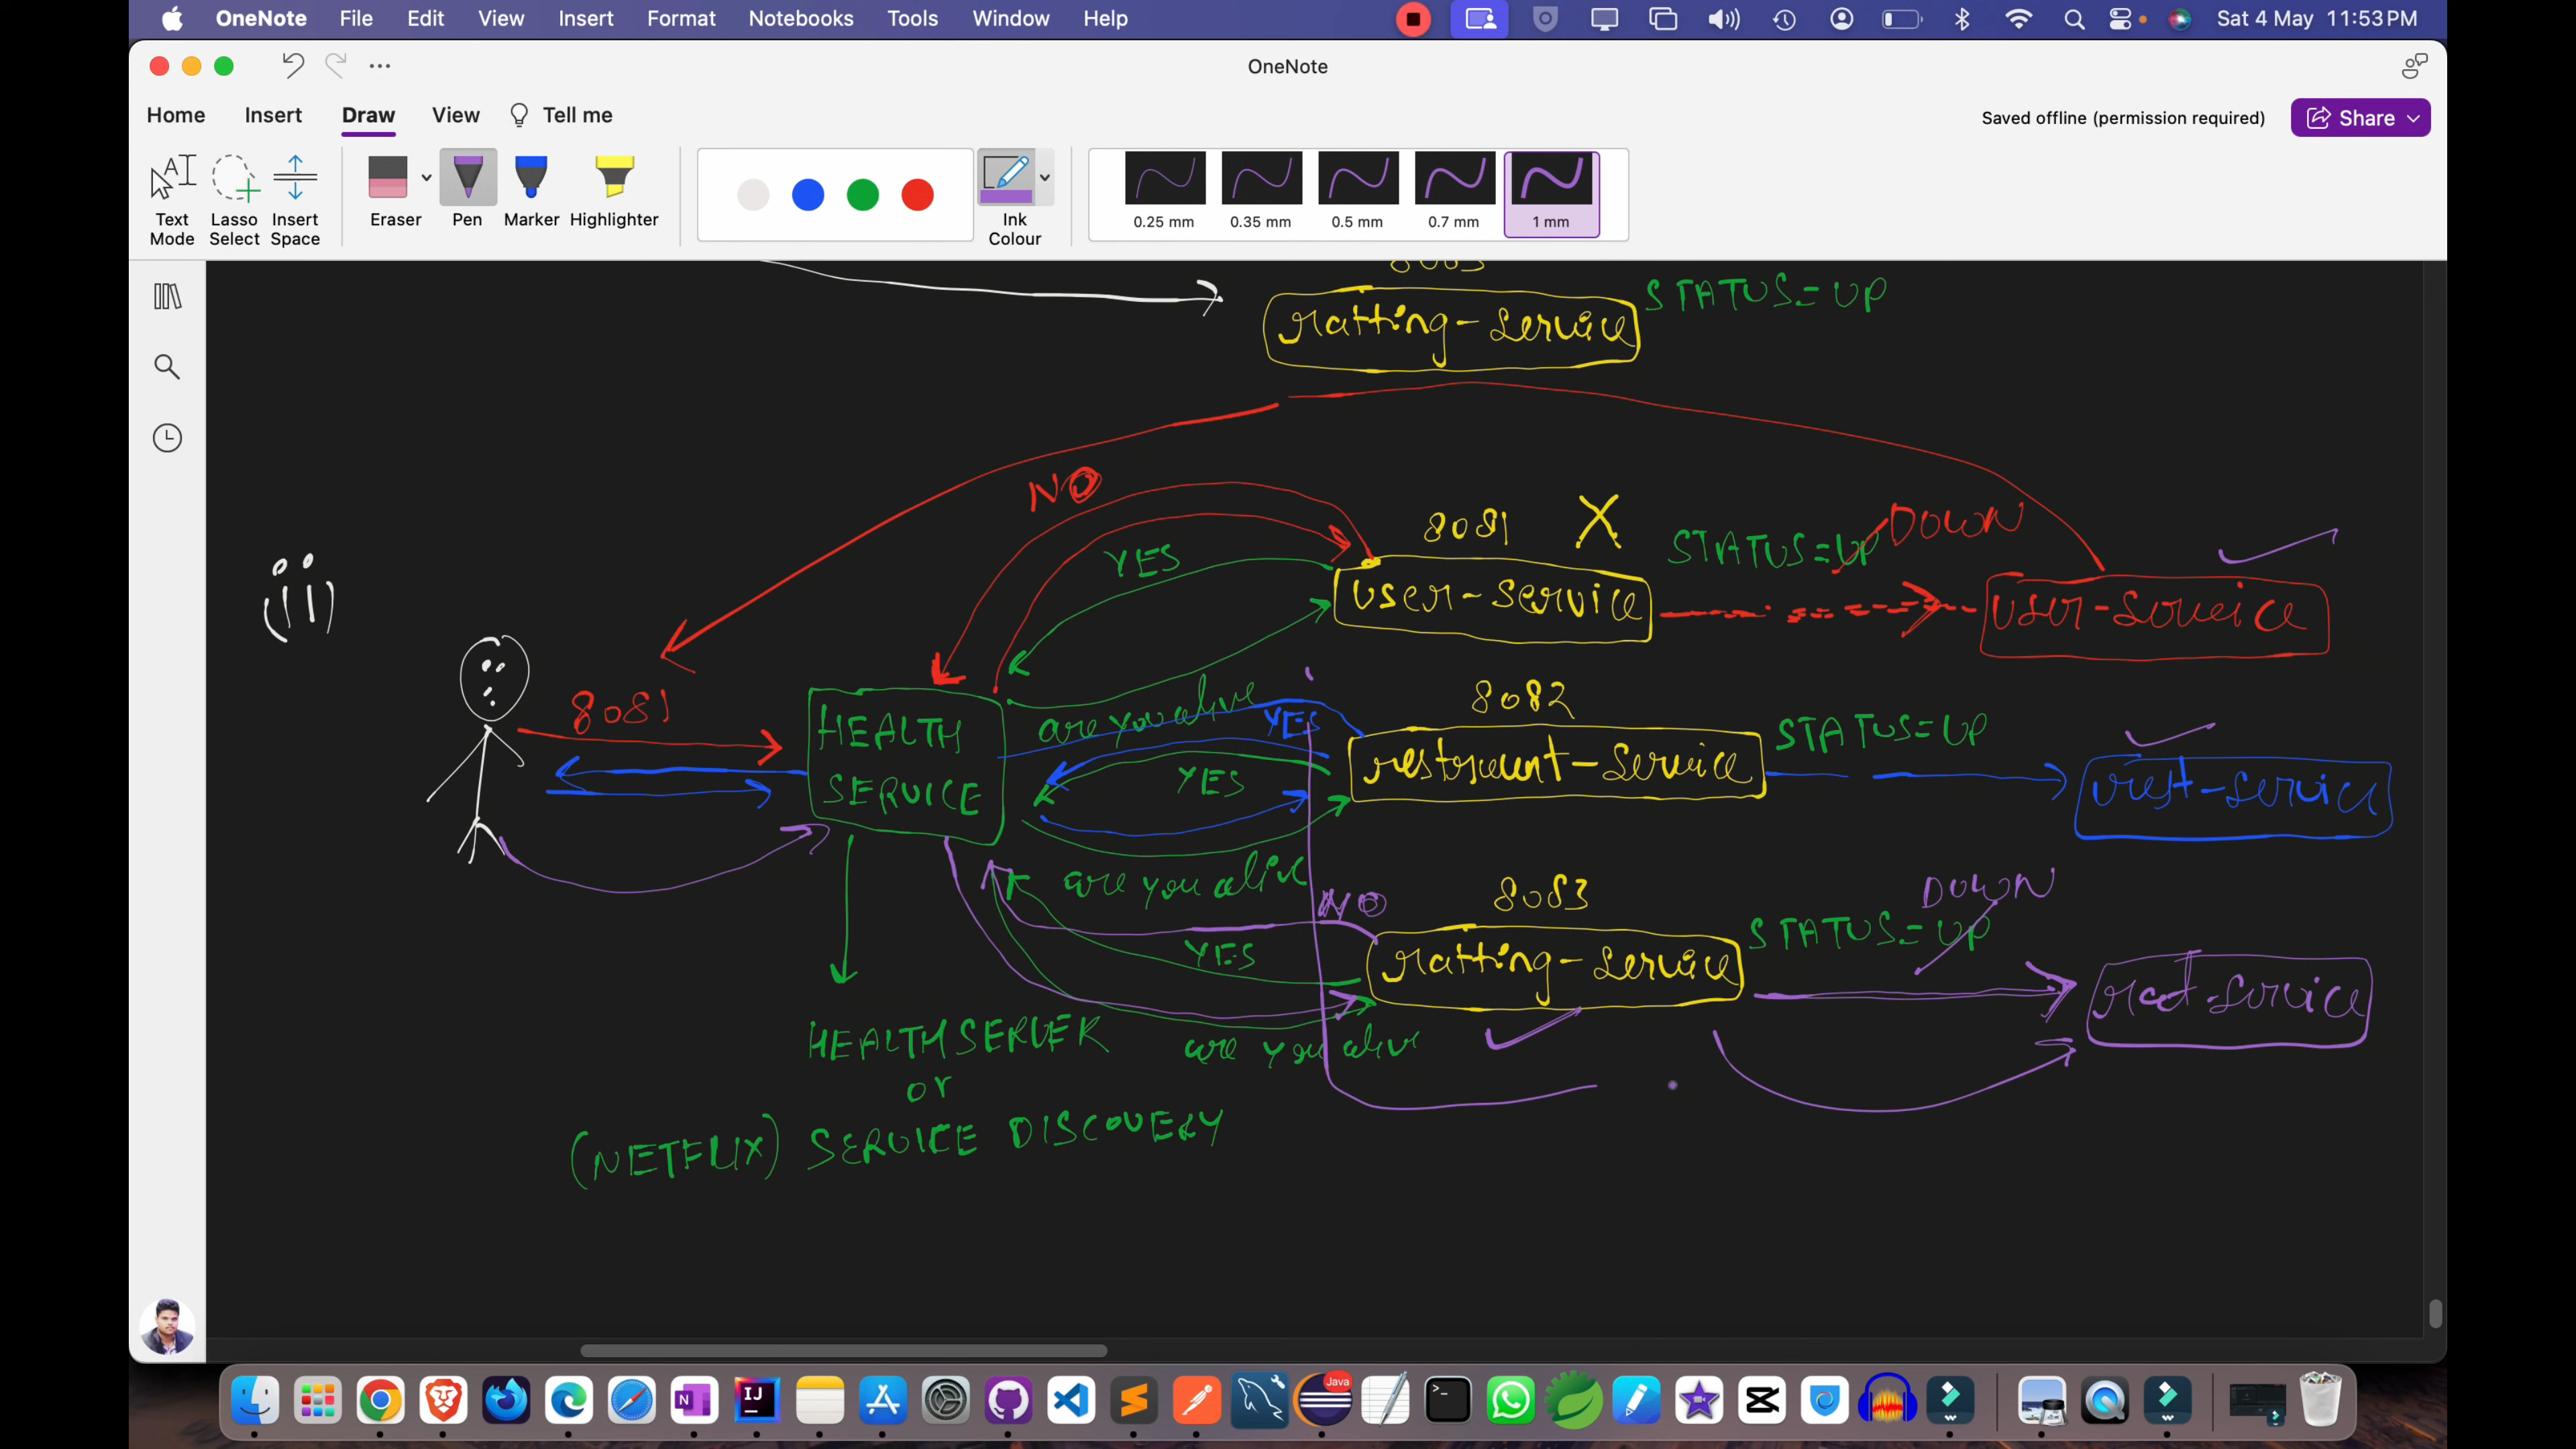 OneNote File Edit View Insert Format Notebooks Tools Window Help Sat 4 May 11:53 PM
OneNote
Home Insert Draw View Tell me Saved offline (permission required) Share
Text Mode
Lasso Select
Insert Space
Eraser
Pen
Marker
Highlighter
Ink Colour
0.25 mm 0.35 mm 0.5 mm 0.7 mm 1 mm
8083
STATUS=UP
ratting-service
NO
8081 X
STATUS=UP DOWN
YES
user-service
user-service
8081
HEALTH SERVICE
are you alive
YES
8082
STATUS=UP
restaurent-service
YES
rest-service
are you alive
NO
8083
DOWN
STATUS=UP
YES
ratting-service
rat-service
HEALTH SERVER
are you alive
or
(NETFLIX) SERVICE DISCOVERY
IJ
Java